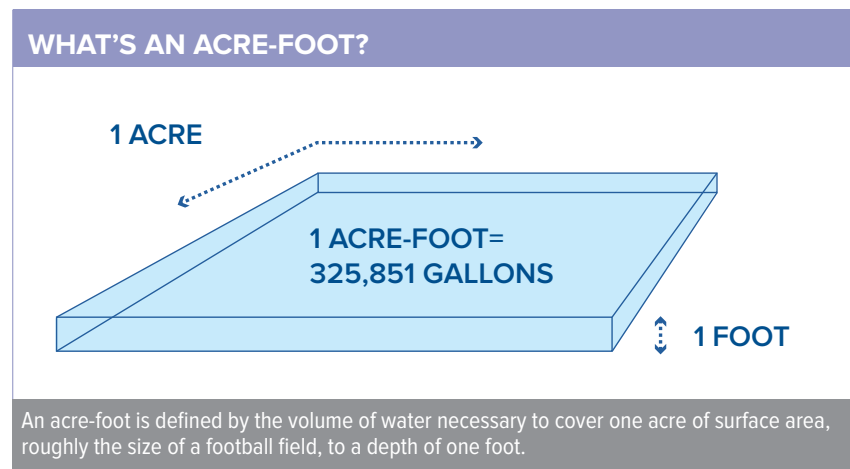 WHAT’S AN ACRE-FOOT?
1 ACRE
1 ACRE-FOOT=
325,851 GALLONS
1 FOOT
An acre-foot is defined by the volume of water necessary to cover one acre of surface area,
roughly the size of a football field, to a depth of one foot.